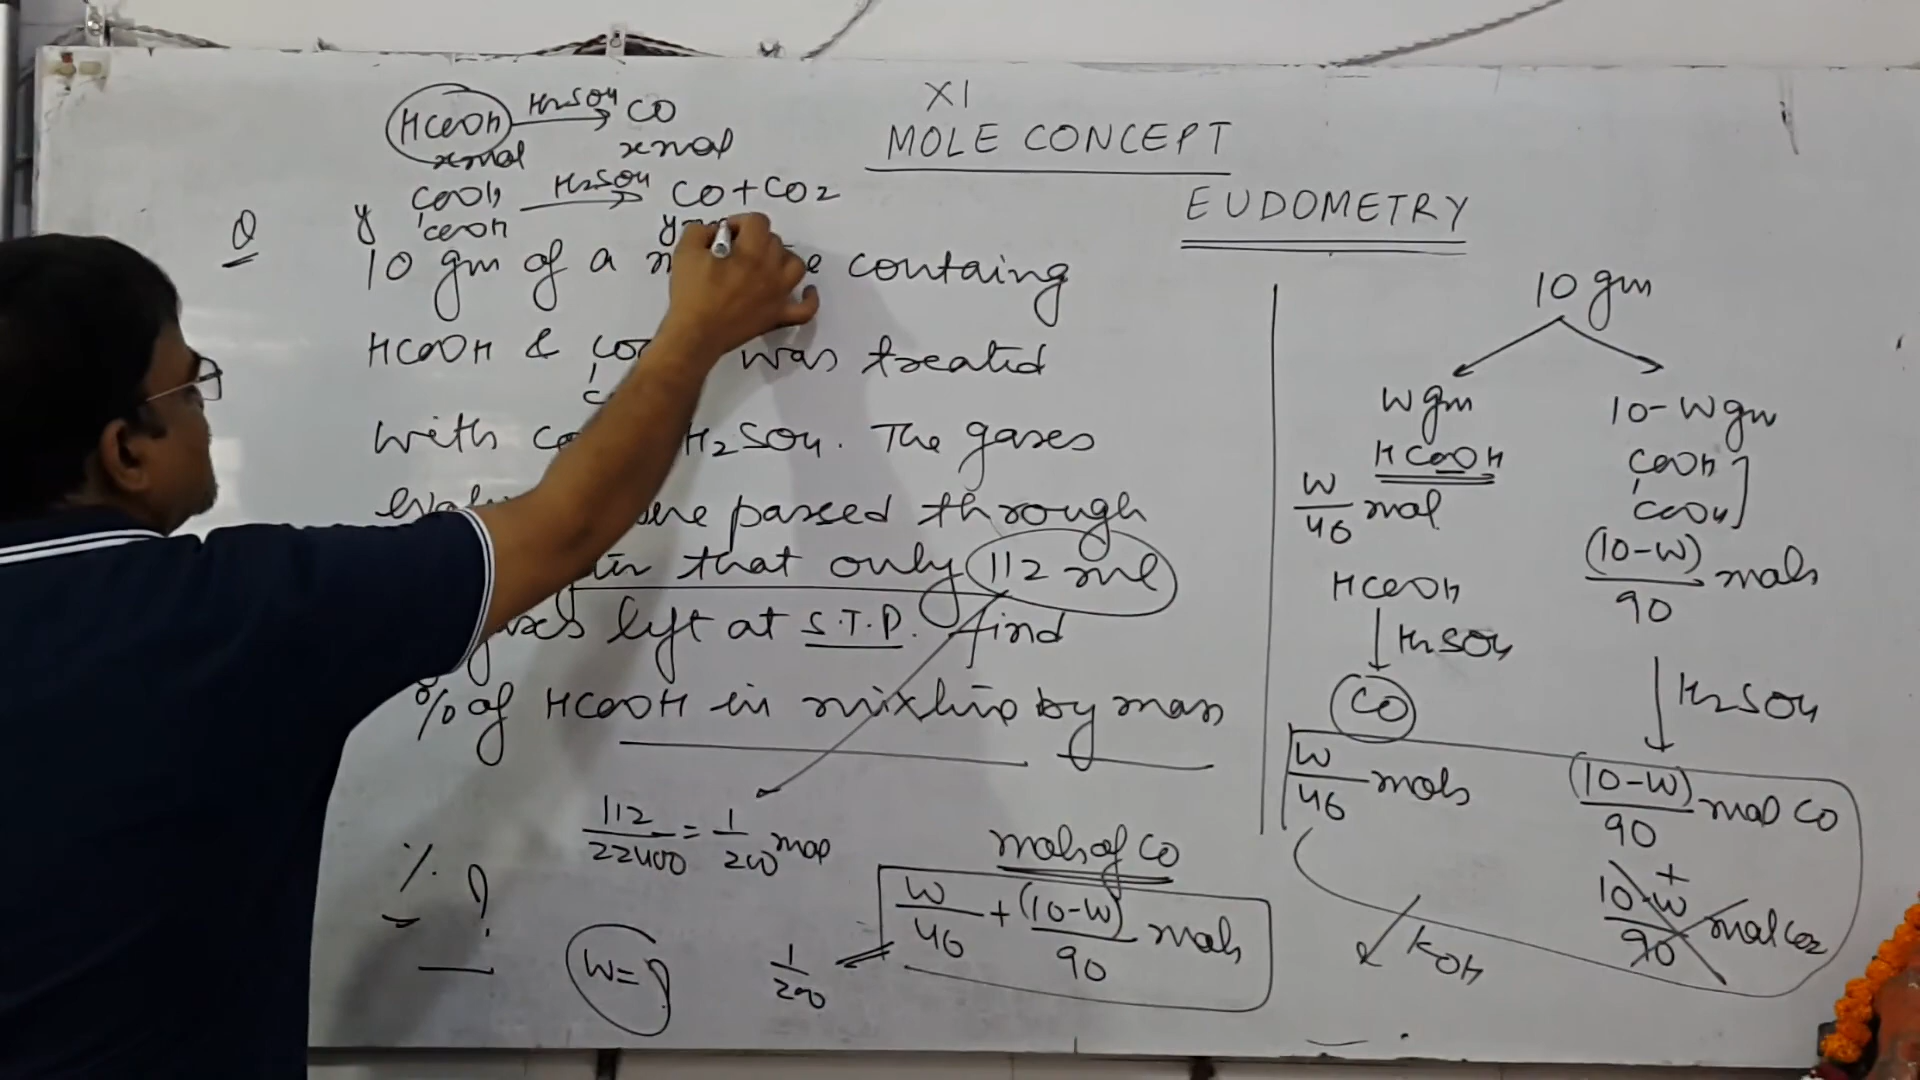 XI
MOLE CONCEPT
EUDOMETRY
HCOOH H2SO4 CO
x mol x mol
COOH H2SO4 CO + CO2
y COOH y
Q
10 gm of a containg
HCOOH & was treated
with H2SO4. The gases
passed through
that only 112 ml
left at S.T.P. find
% of HCOOH in mixture by mass
112/22400 = 1/200 mol
% ?
W = ?
1/200
mols of CO
W/46 + (10-W)/90 mols
10 gm
W gm 10-W gm
HCOOH COOH
COOH
W/46 mol (10-W)/90 mols
HCOOH
H2SO4 H2SO4
CO
W/46 mols (10-W)/90 mol CO
+
10-W/90 mol CO2
KOH